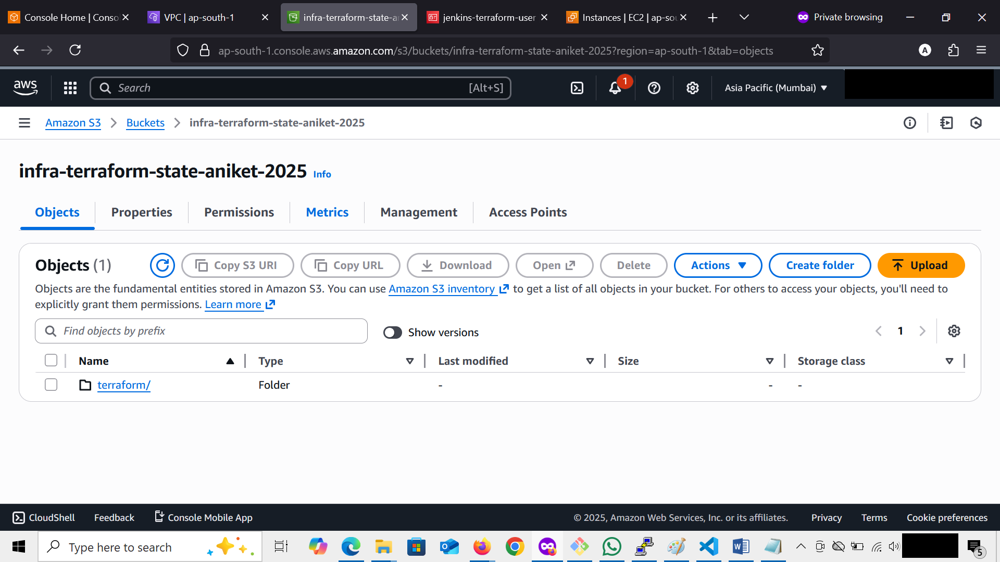 Console Home | Conso
VPC | ap-south-1
infra-terraform-state-a
jenkins-terraform-user
Instances | EC2 | ap-sou
Private browsing
ap-south-1.console.aws.amazon.com/s3/buckets/infra-terraform-state-aniket-2025?region=ap-south-1&tab=objects
A
aws
Search
[Alt+S]
1
Asia Pacific (Mumbai)
Amazon S3
Buckets
infra-terraform-state-aniket-2025
infra-terraform-state-aniket-2025 Info
Objects
Properties
Permissions
Metrics
Management
Access Points
Objects (1)
Copy S3 URI
Copy URL
Download
Open
Delete
Actions
Create folder
Upload
Objects are the fundamental entities stored in Amazon S3. You can use Amazon S3 inventory to get a list of all objects in your bucket. For others to access your objects, you'll need to
explicitly grant them permissions. Learn more
Find objects by prefix
Show versions
1
Name
Type
Last modified
Size
Storage class
terraform/
Folder
-
-
-
CloudShell
Feedback
Console Mobile App
© 2025, Amazon Web Services, Inc. or its affiliates.
Privacy
Terms
Cookie preferences
Type here to search
5